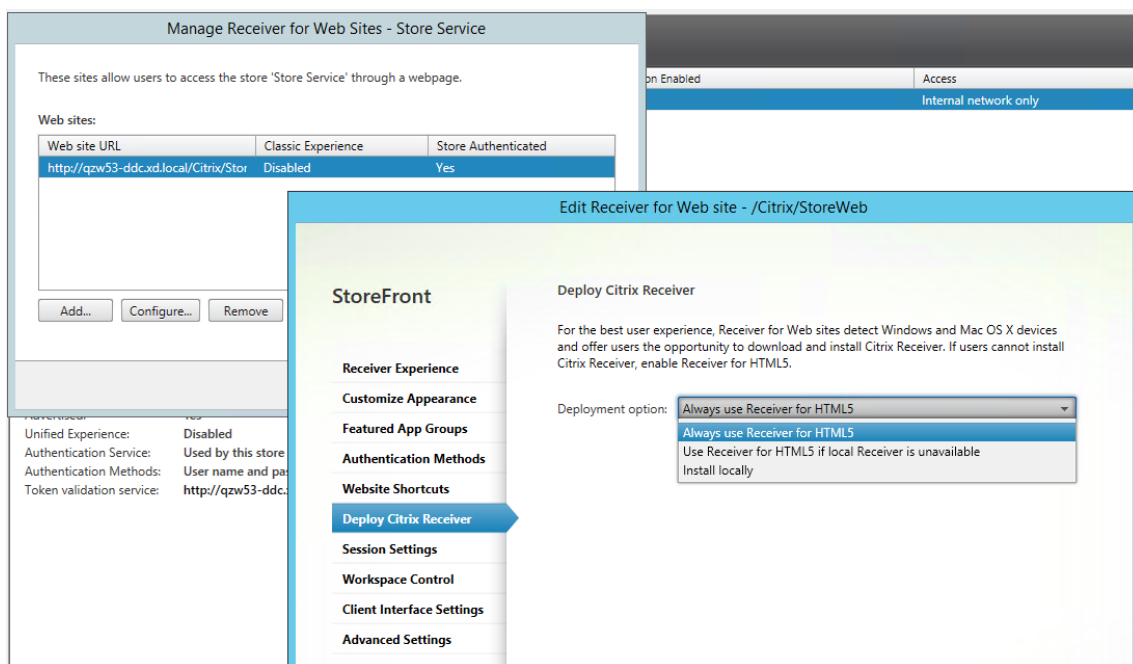 Manage Receiver for Web Sites - Store Service
These sites allow users to access the store 'Store Service' through a webpage.
Web sites:
Web site URL Classic Experience Store Authenticated
http://qzw53-ddc.xd.local/Citrix/Stor Disabled Yes
Add... Configure... Remove
on Enabled Access
Internal network only
Unified Experience: Disabled
Authentication Service: Used by this store
Authentication Methods: User name and pas
Token validation service: http://qzw53-ddc.
Edit Receiver for Web site - /Citrix/StoreWeb
StoreFront
Receiver Experience
Customize Appearance
Featured App Groups
Authentication Methods
Website Shortcuts
Deploy Citrix Receiver
Session Settings
Workspace Control
Client Interface Settings
Advanced Settings
Deploy Citrix Receiver
For the best user experience, Receiver for Web sites detect Windows and Mac OS X devices
and offer users the opportunity to download and install Citrix Receiver. If users cannot install
Citrix Receiver, enable Receiver for HTML5.
Deployment option: Always use Receiver for HTML5
Always use Receiver for HTML5
Use Receiver for HTML5 if local Receiver is unavailable
Install locally